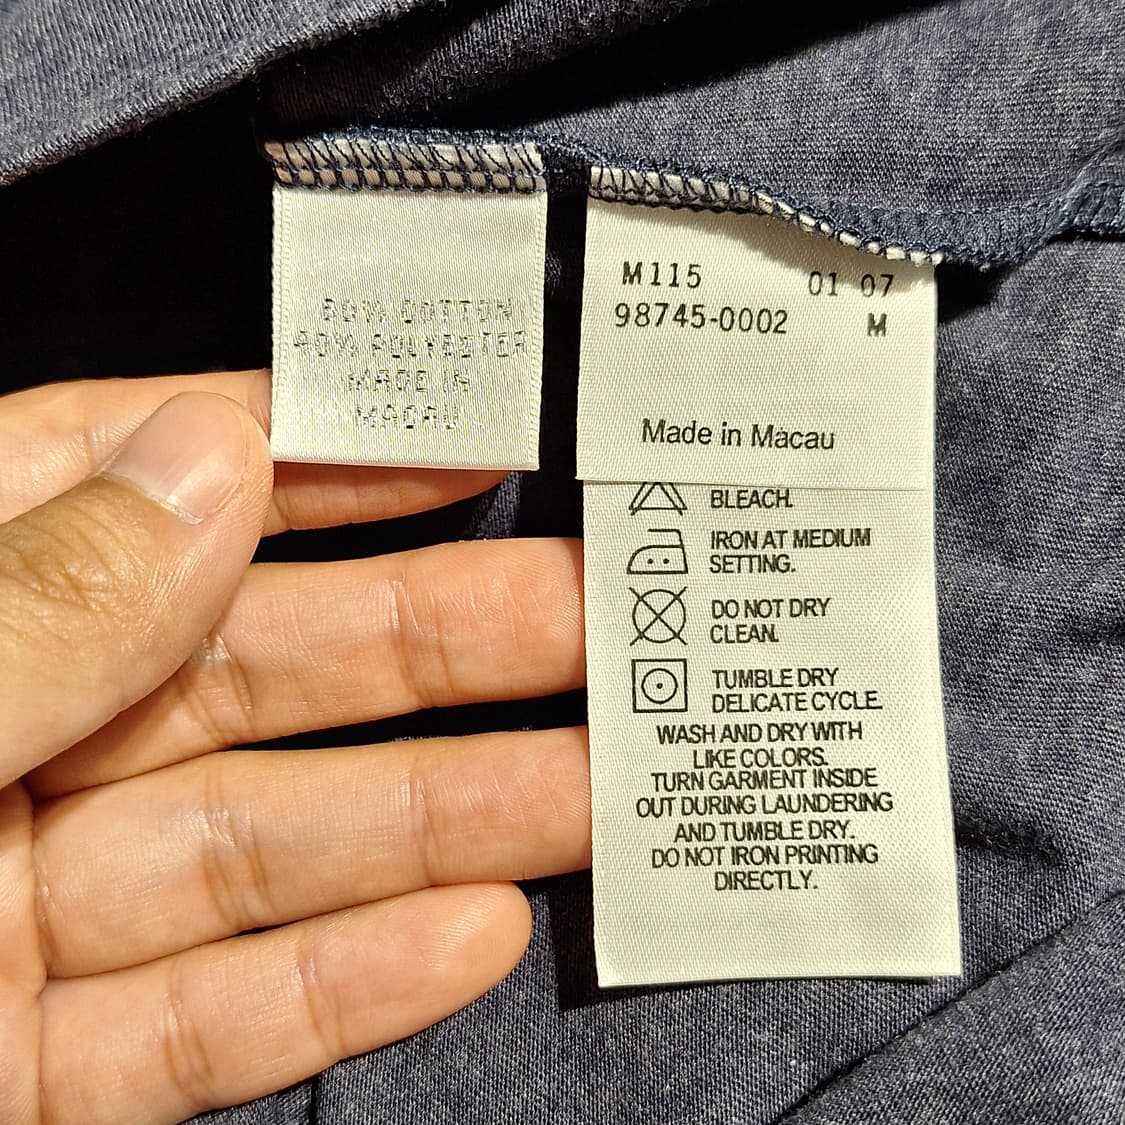 60% COTTON
40% POLYESTER
MADE IN
MACAU
M115 01 07
98745-0002 M
Made in Macau
BLEACH.
IRON AT MEDIUM
SETTING.
DO NOT DRY
CLEAN.
TUMBLE DRY
DELICATE CYCLE.
WASH AND DRY WITH
LIKE COLORS.
TURN GARMENT INSIDE
OUT DURING LAUNDERING
AND TUMBLE DRY.
DO NOT IRON PRINTING
DIRECTLY.